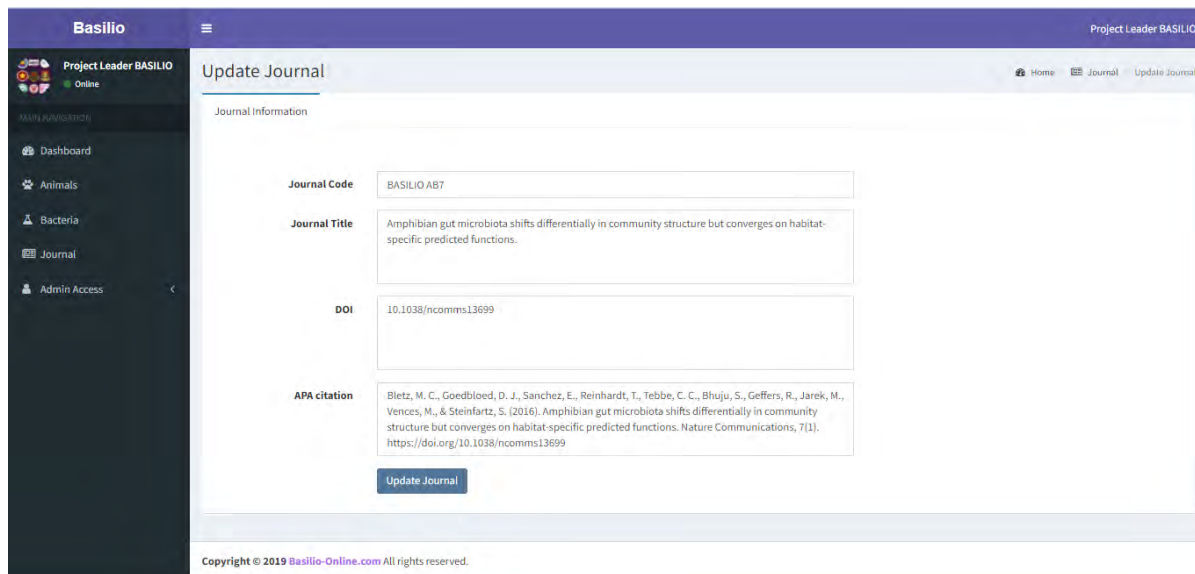 Basilio
Project Leader BASILIO
Project Leader BASILIO
Online
MAIN NAVIGATION
Dashboard
Animals
Bacteria
Journal
Admin Access
Update Journal
Home Journal Update Journal
Journal Information
Journal Code
BASILIO AB7
Journal Title
Amphibian gut microbiota shifts differentially in community structure but converges on habitat-
specific predicted functions.
DOI
10.1038/ncomms13699
APA citation
Bletz, M. C., Goedbloed, D. J., Sanchez, E., Reinhardt, T., Tebbe, C. C., Bhuju, S., Geffers, R., Jarek, M.,
Vences, M., & Steinfartz, S. (2016). Amphibian gut microbiota shifts differentially in community
structure but converges on habitat-specific predicted functions. Nature Communications, 7(1).
https://doi.org/10.1038/ncomms13699
Update Journal
Copyright © 2019 Basilio-Online.com All rights reserved.